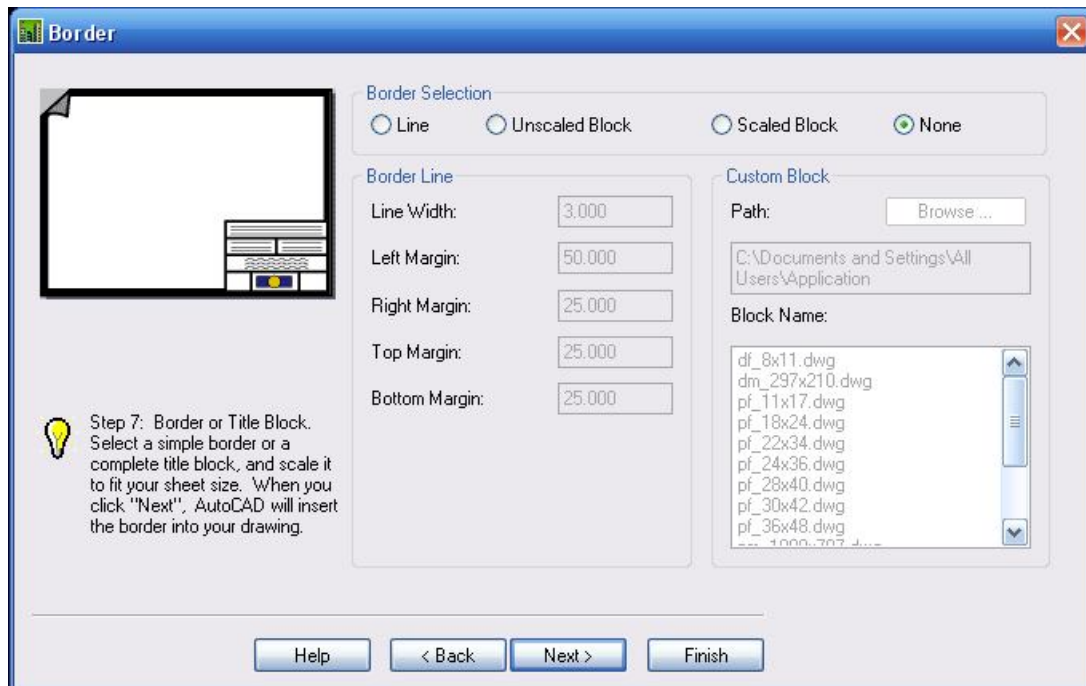 Border
Border Selection
Line
Unscaled Block
Scaled Block
None
Border Line
Line Width:
3.000
Left Margin:
50.000
Right Margin:
25.000
Top Margin:
25.000
Bottom Margin:
25.000
Custom Block
Path:
Browse ...
C:\Documents and Settings\All
Users\Application
Block Name:
df_8x11.dwg
dm_297x210.dwg
pf_11x17.dwg
pf_18x24.dwg
pf_22x34.dwg
pf_24x36.dwg
pf_28x40.dwg
pf_30x42.dwg
pf_36x48.dwg
Step 7: Border or Title Block.
Select a simple border or a
complete title block, and scale it
to fit your sheet size. When you
click "Next", AutoCAD will insert
the border into your drawing.
Help
< Back
Next >
Finish